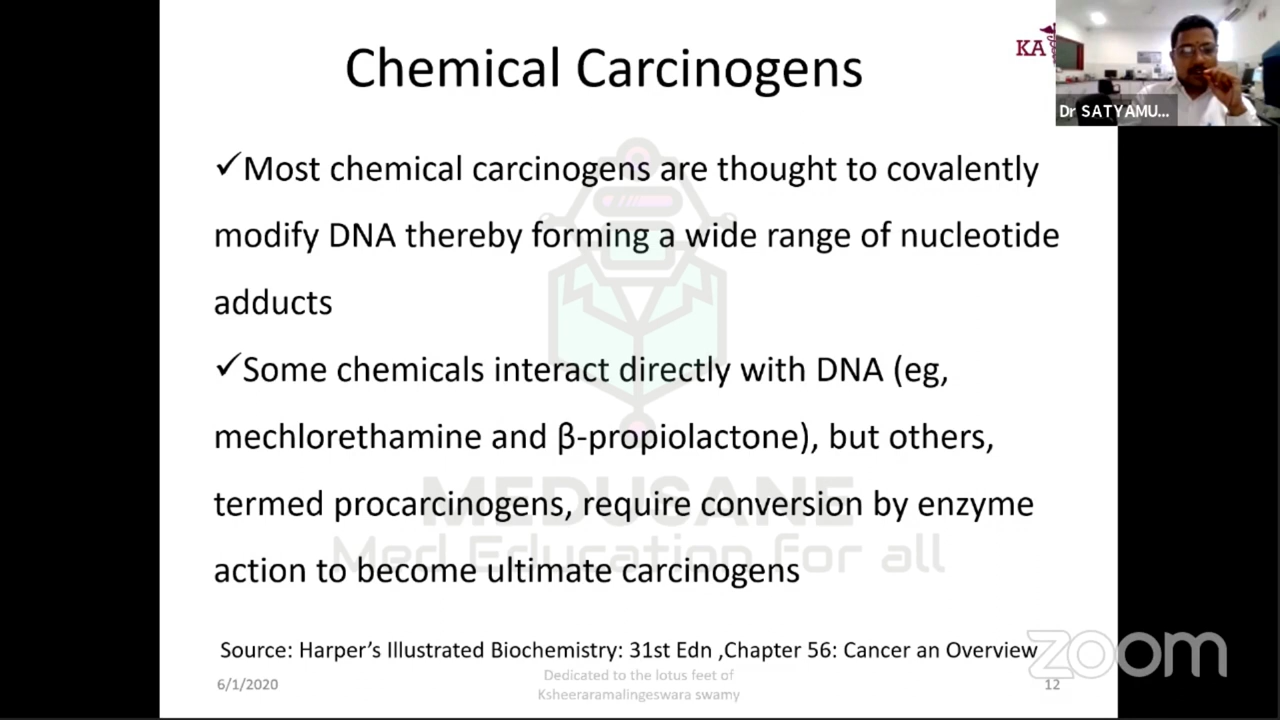 Chemical Carcinogens
KA
Dr SATYAMU...
✓Most chemical carcinogens are thought to covalently
modify DNA thereby forming a wide range of nucleotide
adducts
✓Some chemicals interact directly with DNA (eg,
mechlorethamine and β-propiolactone), but others,
termed procarcinogens, require conversion by enzyme
action to become ultimate carcinogens
MEDUSANE
Med Education for all
Source: Harper's Illustrated Biochemistry: 31st Edn ,Chapter 56: Cancer an Overview
zoom
6/1/2020
Dedicated to the lotus feet of
Ksheeraramalingeswara swamy
12